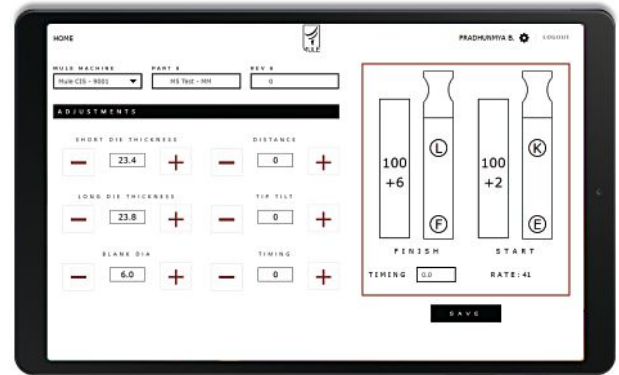 HOME
MULE
PRADHUNMYA B.
LOGOUT
MULE MACHINE
PART #
REV #
Mule CIS - 9001
MS Test - MM
0
ADJUSTMENTS
SHORT DIE THICKNESS
DISTANCE
23.4
0
LONG DIE THICKNESS
TIP TILT
23.8
0
BLANK DIA
TIMING
6.0
0
100
+6
L
F
100
+2
K
E
FINISH
START
TIMING
0.0
RATE: 41
SAVE